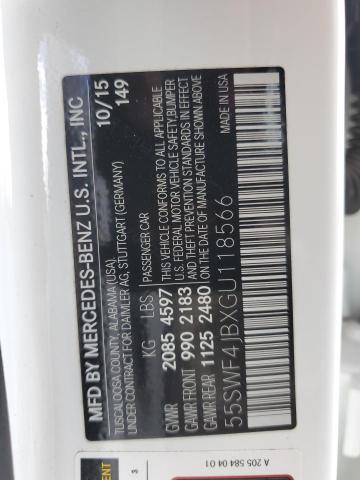 MFD BY MERCEDES-BENZ U.S. INTL., INC
TUSCALOOSA COUNTY, ALABAMA (USA)
UNDER CONTRACT FOR DAIMLER AG, STUTTGART (GERMANY)
10/15
149
KG LBS PASSENGER CAR
GWR 2085 4597
GAWR FRONT 990 2183
GAWR REAR 1125 2480
THIS VEHICLE CONFORMS TO ALL APPLICABLE
U.S. FEDERAL MOTOR VEHICLE SAFETY, BUMPER
AND THEFT PREVENTION STANDARDS IN EFFECT
ON THE DATE OF MANUFACTURE SHOWN ABOVE
55SWF4JBXGU118566
MADE IN USA
A 205 584 04 01
3